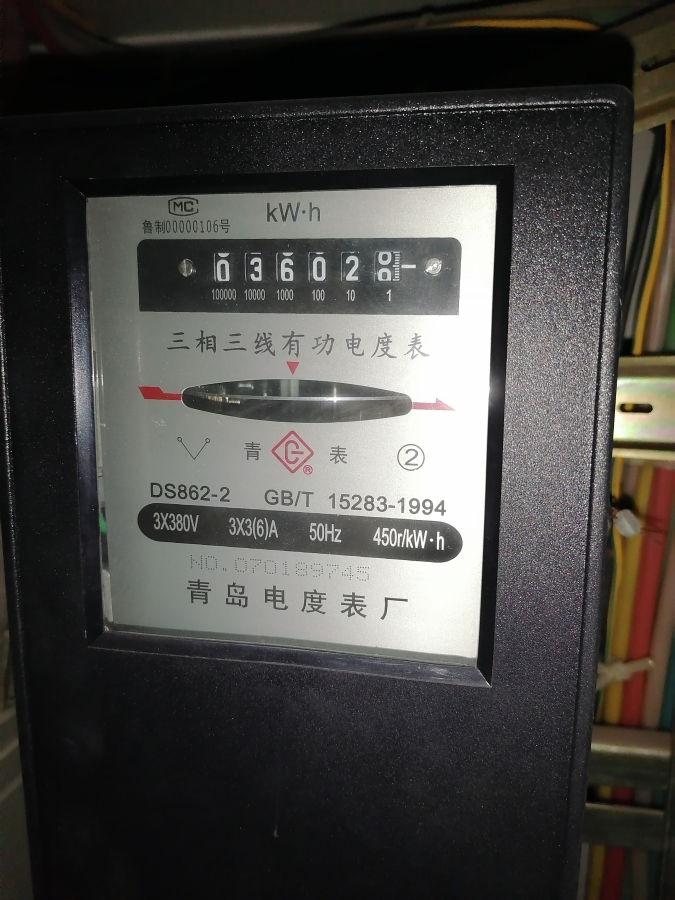 MC
kW·h
鲁制00000106号
0 3 6 0 2
100000 10000 1000 100 10 1
三相三线有功电度表
青 G ® 表 ②
DS862-2 GB/T 15283-1994
3X380V 3X3(6)A 50Hz 450r/kW·h
NO.070189745
青岛电度表厂